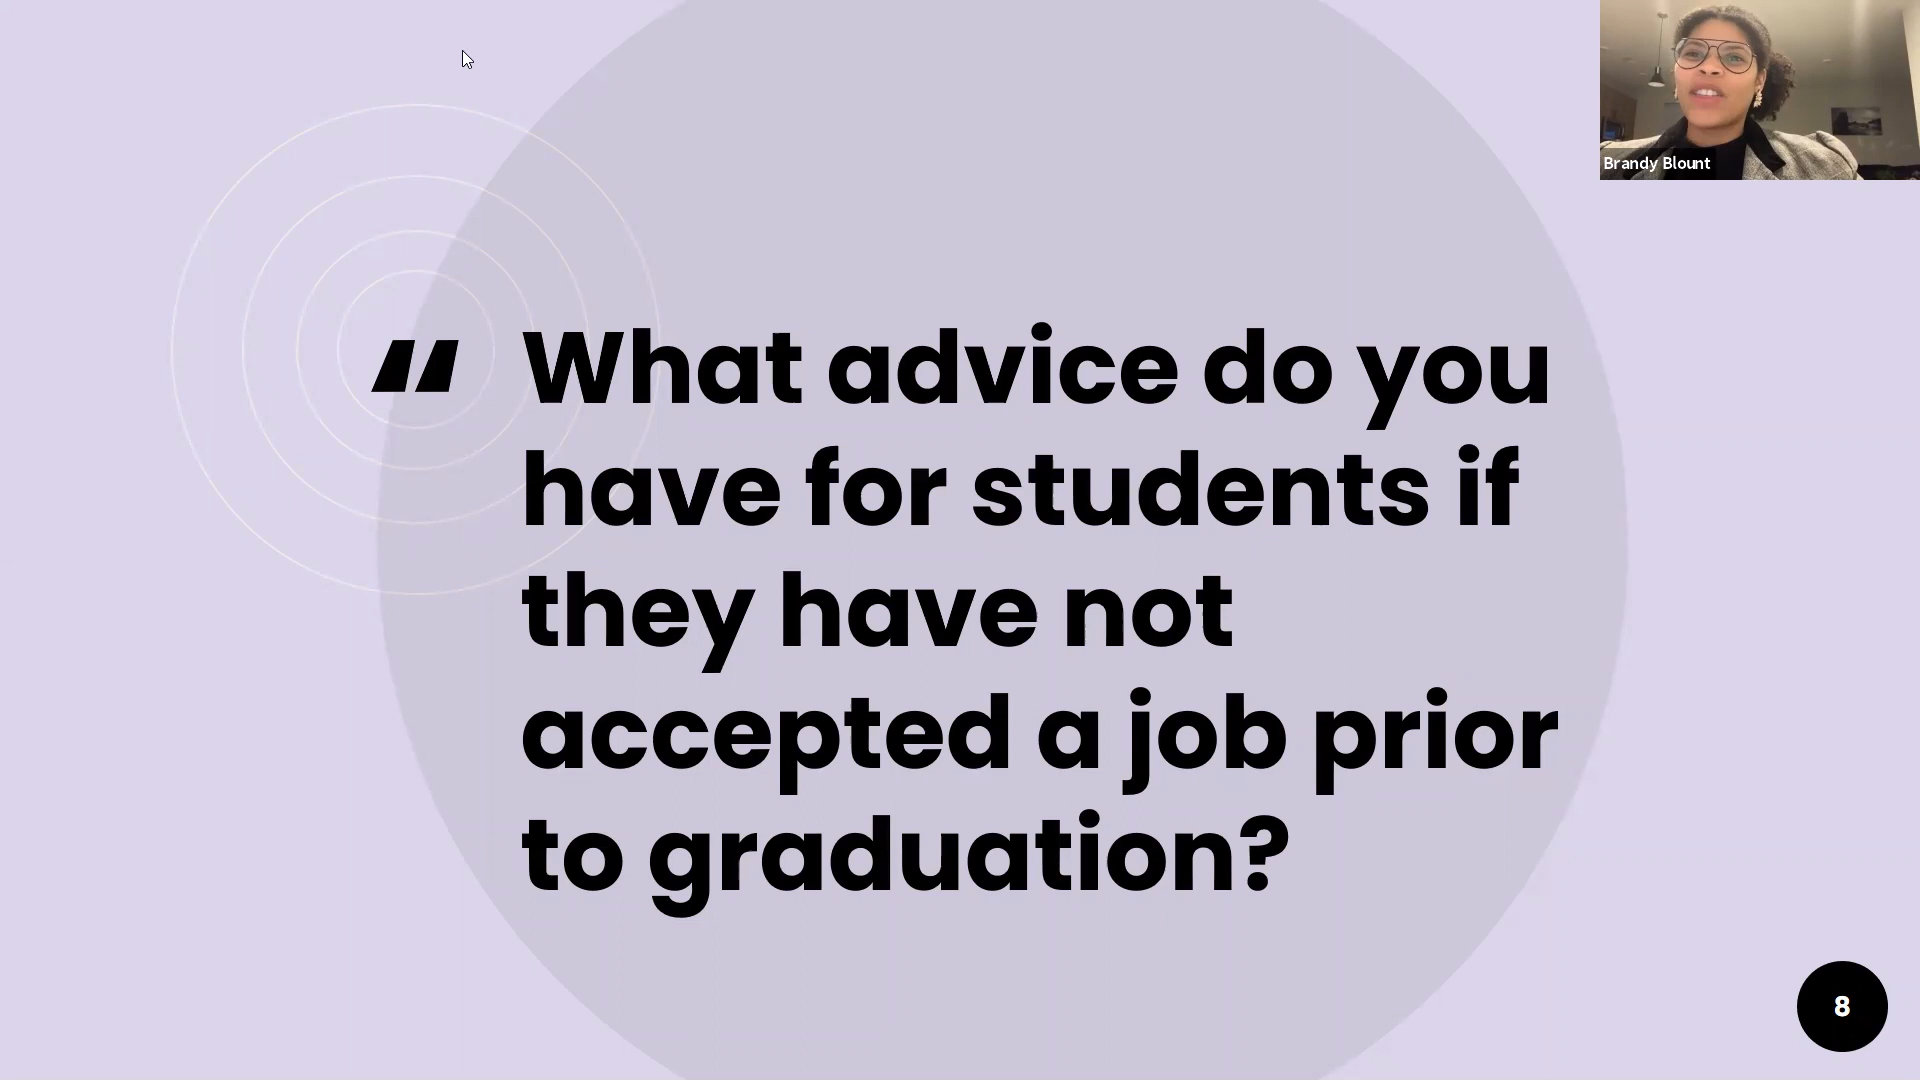 Brandy Blount
“ What advice do you
have for students if
they have not
accepted a job prior
to graduation?
8